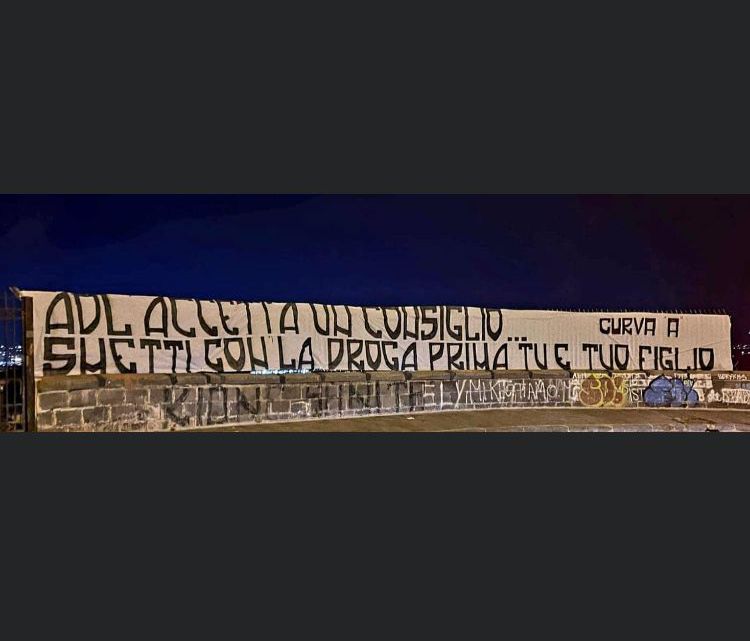 ADL ACCETTA UN CONSIGLIO... CURVA A
SMETTI CON LA DROGA PRIMA TU E TUO FIGLIO